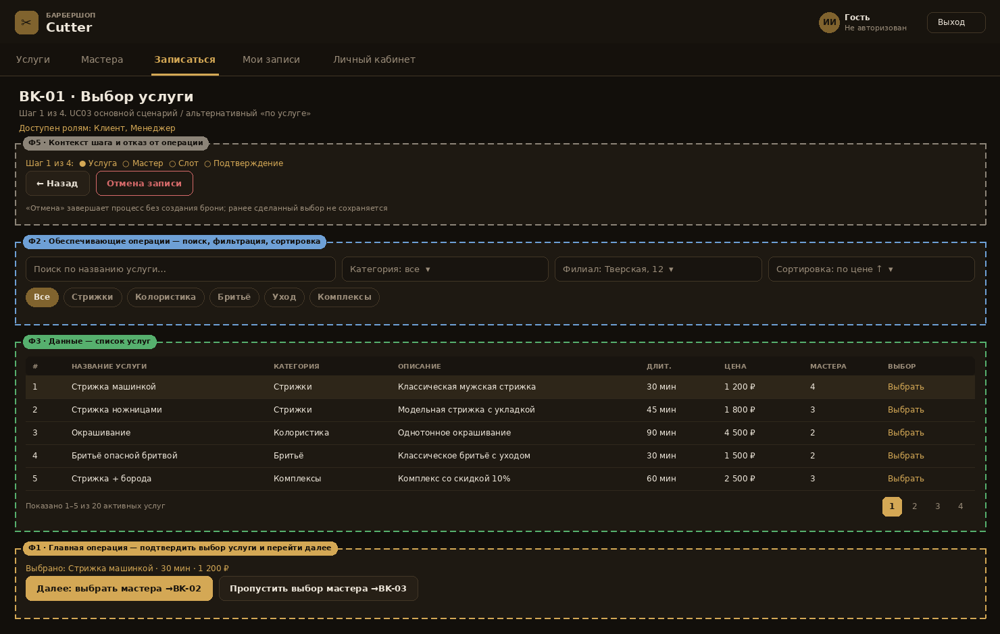 ✂
БАРБЕРШОП
Cutter
ИИ
Гость
Не авторизован
Выход
Услуги Мастера Записаться Мои записи Личный кабинет
BK-01 · Выбор услуги
Шаг 1 из 4. UC03 основной сценарий / альтернативный «по услуге»
Доступен ролям: Клиент, Менеджер
Ф5 · Контекст шага и отказ от операции
Шаг 1 из 4: ● Услуга ○ Мастер ○ Слот ○ Подтверждение
← Назад Отмена записи
«Отмена» завершает процесс без создания брони; ранее сделанный выбор не сохраняется
Ф2 · Обеспечивающие операции — поиск, фильтрация, сортировка
Поиск по названию услуги... Категория: все ▾ Филиал: Тверская, 12 ▾ Сортировка: по цене ↑ ▾
Все Стрижки Колористика Бритьё Уход Комплексы
Ф3 · Данные — список услуг
# НАЗВАНИЕ УСЛУГИ КАТЕГОРИЯ ОПИСАНИЕ ДЛИТ. ЦЕНА МАСТЕРА ВЫБОР
1 Стрижка машинкой Стрижки Классическая мужская стрижка 30 мин 1 200 ₽ 4 Выбрать
2 Стрижка ножницами Стрижки Модельная стрижка с укладкой 45 мин 1 800 ₽ 3 Выбрать
3 Окрашивание Колористика Однотонное окрашивание 90 мин 4 500 ₽ 2 Выбрать
4 Бритьё опасной бритвой Бритьё Классическое бритьё с уходом 30 мин 1 500 ₽ 2 Выбрать
5 Стрижка + борода Комплексы Комплекс со скидкой 10% 60 мин 2 500 ₽ 3 Выбрать
Показано 1–5 из 20 активных услуг 1 2 3 4
Ф1 · Главная операция — подтвердить выбор услуги и перейти далее
Выбрано: Стрижка машинкой · 30 мин · 1 200 ₽
Далее: выбрать мастера →BK-02 Пропустить выбор мастера →BK-03